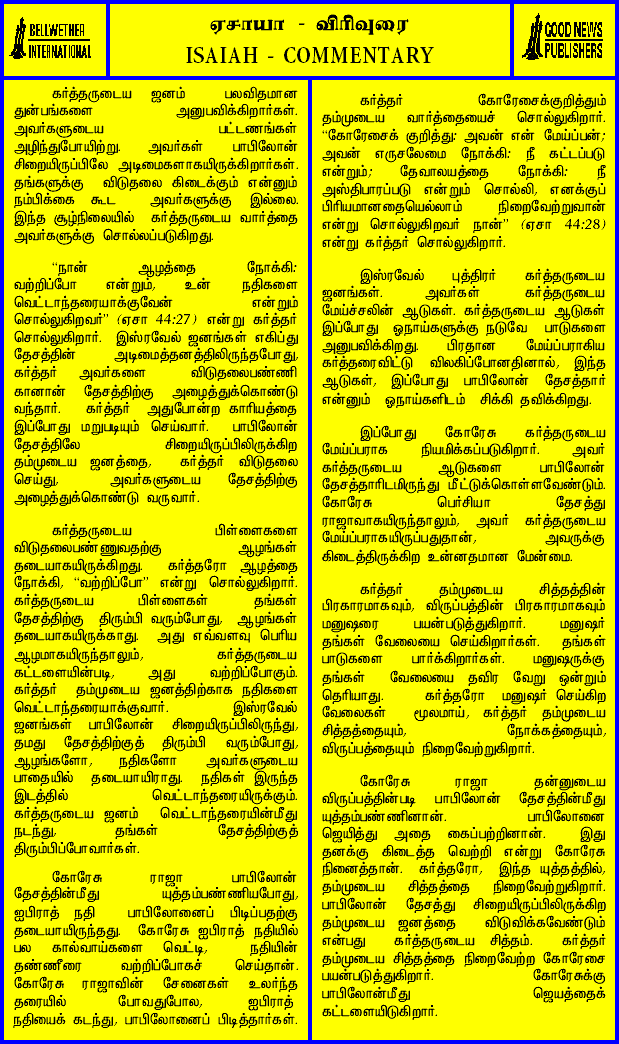 BELLWETHER
INTERNATIONAL
ஏசாயா - விரிவுரை
ISAIAH - COMMENTARY
GOOD NEWS
PUBLISHERS
கர்த்தருடைய ஜனம் பலவிதமான
துன்பங்களை அனுபவிக்கிறார்கள்.
அவர்களுடைய பட்டணங்கள்
அழிந்துபோயிற்று. அவர்கள் பாபிலோன்
சிறையிருப்பிலே அடிமைகளாகயிருக்கிறார்கள்.
தங்களுக்கு விடுதலை கிடைக்கும் என்னும்
நம்பிக்கை கூட அவர்களுக்கு இல்லை.
இந்த சூழ்நிலையில் கர்த்தருடைய வார்த்தை
அவர்களுக்கு சொல்லப்படுகிறது.
“நான் ஆழத்தை நோக்கி:
வற்றிப்போ என்றும், உன் நதிகளை
வெட்டாந்தரையாக்குவேன் என்றும்
சொல்லுகிறவர்” (ஏசா 44:27) என்று கர்த்தர்
சொல்லுகிறார். இஸ்ரவேல் ஜனங்கள் எகிப்து
தேசத்தின் அடிமைத்தனத்திலிருந்தபோது,
கர்த்தர் அவர்களை விடுதலைபண்ணி
கானான் தேசத்திற்கு அழைத்துக்கொண்டு
வந்தார். கர்த்தர் அதுபோன்ற காரியத்தை
இப்போது மறுபடியும் செய்வார். பாபிலோன்
தேசத்திலே சிறையிருப்பிலிருக்கிற
தம்முடைய ஜனத்தை, கர்த்தர் விடுதலை
செய்து, அவர்களுடைய தேசத்திற்கு
அழைத்துக்கொண்டு வருவார்.
கர்த்தருடைய பிள்ளைகளை
விடுதலைபண்ணுவதற்கு ஆழங்கள்
தடையாகயிருக்கிறது. கர்த்தரோ ஆழத்தை
நோக்கி, “வற்றிப்போ” என்று சொல்லுகிறார்.
கர்த்தருடைய பிள்ளைகள் தங்கள்
தேசத்திற்கு திரும்பி வரும்போது, ஆழங்கள்
தடையாகயிருக்காது. அது எவ்வளவு பெரிய
ஆழமாகயிருந்தாலும், கர்த்தருடைய
கட்டளையின்படி, அது வற்றிப்போகும்.
கர்த்தர் தம்முடைய ஜனத்திற்காக நதிகளை
வெட்டாந்தரையாக்குவார். இஸ்ரவேல்
ஜனங்கள் பாபிலோன் சிறையிருப்பிலிருந்து,
தமது தேசத்திற்குத் திரும்பி வரும்போது,
ஆழங்களோ, நதிகளோ அவர்களுடைய
பாதையில் தடையாயிராது. நதிகள் இருந்த
இடத்தில் வெட்டாந்தரையிருக்கும்.
கர்த்தருடைய ஜனம் வெட்டாந்தரையின்மீது
நடந்து, தங்கள் தேசத்திற்குத்
திரும்பிப்போவார்கள்.
கோரேசு ராஜா பாபிலோன்
தேசத்தின்மீது யுத்தம்பண்ணியபோது,
ஐபிராத் நதி பாபிலோனைப் பிடிப்பதற்கு
தடையாயிருந்தது. கோரேசு ஐபிராத் நதியில்
பல கால்வாய்களை வெட்டி, நதியின்
தண்ணீரை வற்றிப்போகச் செய்தான்.
கோரேசு ராஜாவின் சேனைகள் உலர்ந்த
தரையில் போவதுபோல, ஐபிராத்
நதியைக் கடந்து, பாபிலோனைப் பிடித்தார்கள்.
கர்த்தர் கோரேசைக்குறித்தும்
தம்முடைய வார்த்தையைச் சொல்லுகிறார்.
“கோரேசைக் குறித்து: அவன் என் மேய்ப்பன்;
அவன் எருசலேமை நோக்கி: நீ கட்டப்படு
என்றும்; தேவாலயத்தை நோக்கி: நீ
அஸ்திபாரப்படு என்றும் சொல்லி, எனக்குப்
பிரியமானதையெல்லாம் நிறைவேற்றுவான்
என்று சொல்லுகிறவர் நான்” (ஏசா 44:28)
என்று கர்த்தர் சொல்லுகிறார்.
இஸ்ரவேல் புத்திரர் கர்த்தருடைய
ஜனங்கள். அவர்கள் கர்த்தருடைய
மேய்ச்சலின் ஆடுகள். கர்த்தருடைய ஆடுகள்
இப்போது ஓநாய்களுக்கு நடுவே பாடுகளை
அனுபவிக்கிறது. பிரதான மேய்ப்பராகிய
கர்த்தரைவிட்டு விலகிப்போனதினால், இந்த
ஆடுகள், இப்போது பாபிலோன் தேசத்தார்
என்னும் ஓநாய்களிடம் சிக்கி தவிக்கிறது.
இப்போது கோரேசு கர்த்தருடைய
மேய்ப்பராக நியமிக்கப்படுகிறார். அவர்
கர்த்தருடைய ஆடுகளை பாபிலோன்
தேசத்தாரிடமிருந்து மீட்டுக்கொள்ளவேண்டும்.
கோரேசு பெர்சியா தேசத்து
ராஜாவாகயிருந்தாலும், அவர் கர்த்தருடைய
மேய்ப்பராகயிருப்பதுதான், அவருக்கு
கிடைத்திருக்கிற உன்னதமான மேன்மை.
கர்த்தர் தம்முடைய சித்தத்தின்
பிரகாரமாகவும், விருப்பத்தின் பிரகாரமாகவும்
மனுஷரை பயன்படுத்துகிறார். மனுஷர்
தங்கள் வேலையை செய்கிறார்கள். தங்கள்
பாடுகளை பார்க்கிறார்கள். மனுஷருக்கு
தங்கள் வேலையை தவிர வேறு ஒன்றும்
தெரியாது. கர்த்தரோ மனுஷர் செய்கிற
வேலைகள் மூலமாய், கர்த்தர் தம்முடைய
சித்தத்தையும், நோக்கத்தையும்,
விருப்பத்தையும் நிறைவேற்றுகிறார்.
கோரேசு ராஜா தன்னுடைய
விருப்பத்தின்படி பாபிலோன் தேசத்தின்மீது
யுத்தம்பண்ணினான். பாபிலோனை
ஜெயித்து அதை கைப்பற்றினான். இது
தனக்கு கிடைத்த வெற்றி என்று கோரேசு
நினைத்தான். கர்த்தரோ, இந்த யுத்தத்தில்,
தம்முடைய சித்தத்தை நிறைவேற்றுகிறார்.
பாபிலோன் தேசத்து சிறையிருப்பிலிருக்கிற
தம்முடைய ஜனத்தை விடுவிக்கவேண்டும்
என்பது கர்த்தருடைய சித்தம். கர்த்தர்
தம்முடைய சித்தத்தை நிறைவேற்ற கோரேசை
பயன்படுத்துகிறார். கோரேசுக்கு
பாபிலோன்மீது ஜெயத்தைக்
கட்டளையிடுகிறார்.